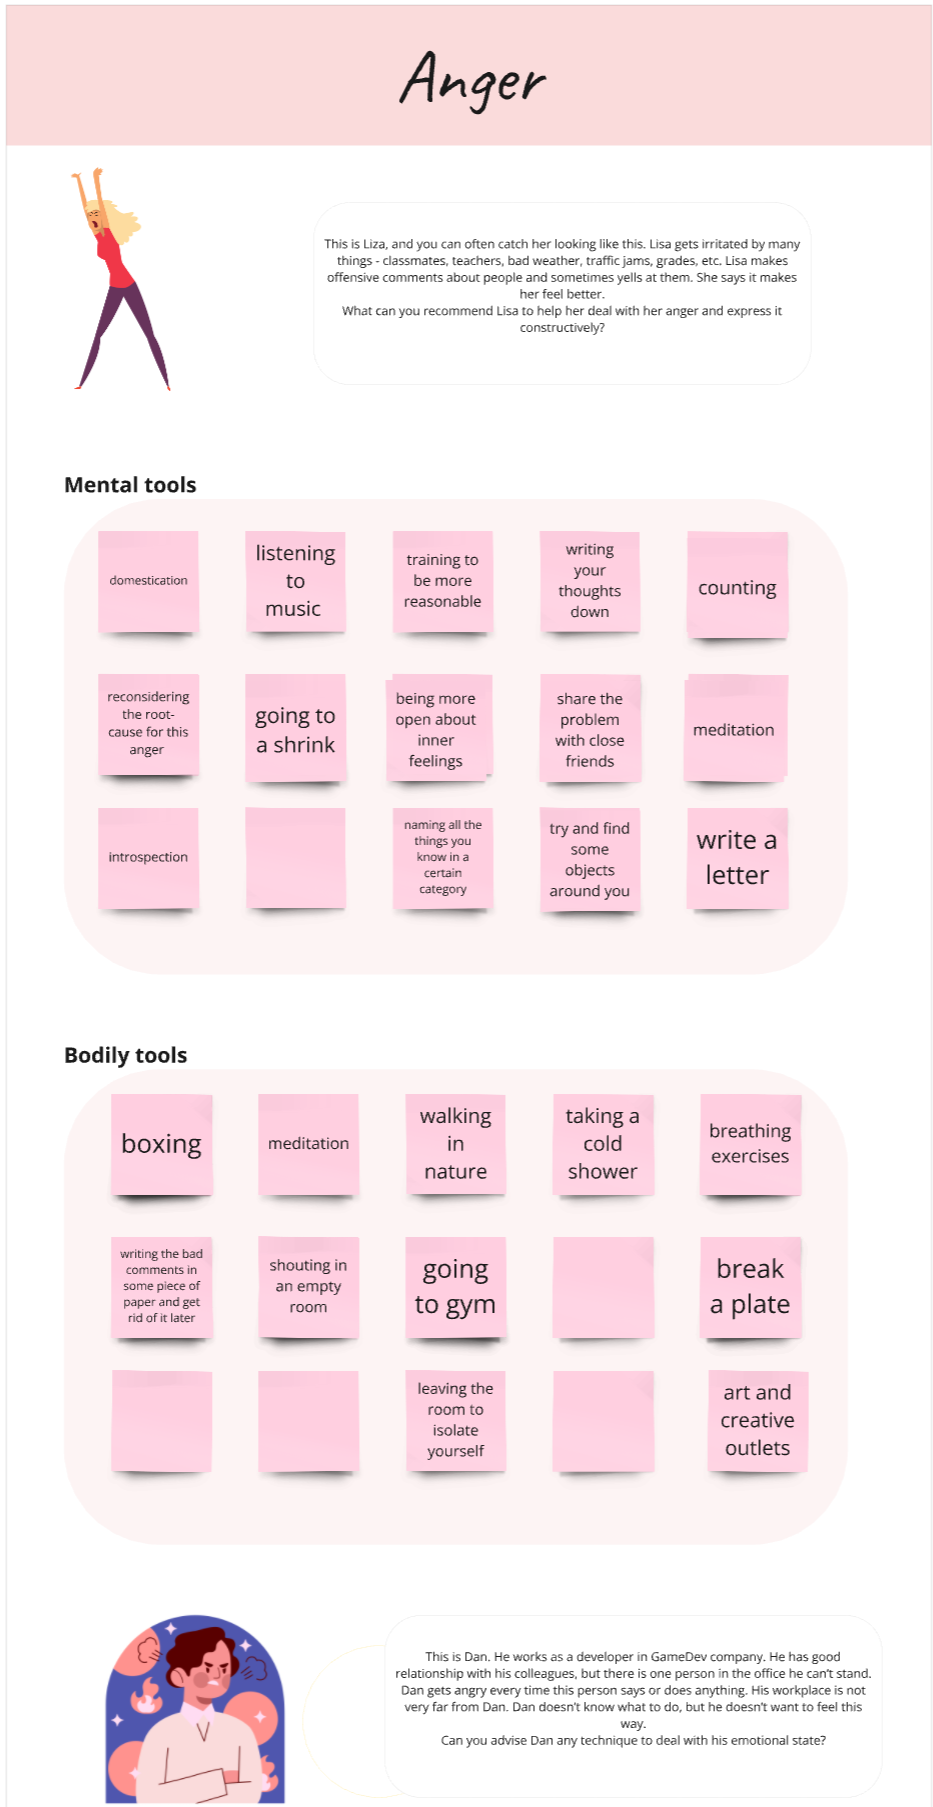 Anger
This is Liza, and you can often catch her looking like this. Lisa gets irritated by many
things - classmates, teachers, bad weather, traffic jams, grades, etc. Lisa makes
offensive comments about people and sometimes yells at them. She says it makes
her feel better.
What can you recommend Lisa to help her deal with her anger and express it
constructively?
Mental tools
domestication
listening
to
music
training to
be more
reasonable
writing
your
thoughts
down
counting
reconsidering
the root-
cause for this
anger
going to
a shrink
being more
open about
inner
feelings
share the
problem
with close
friends
meditation
introspection
naming all the
things you
know in a
certain
category
try and find
some
objects
around you
write a
letter
Bodily tools
boxing
meditation
walking
in
nature
taking a
cold
shower
breathing
exercises
writing the bad
comments in
some piece of
paper and get
rid of it later
shouting in
an empty
room
going
to gym
break
a plate
leaving the
room to
isolate
yourself
art and
creative
outlets
This is Dan. He works as a developer in GameDev company. He has good
relationship with his colleagues, but there is one person in the office he can't stand.
Dan gets angry every time this person says or does anything. His workplace is not
very far from Dan. Dan doesn't know what to do, but he doesn't want to feel this
way.
Can you advise Dan any technique to deal with his emotional state?